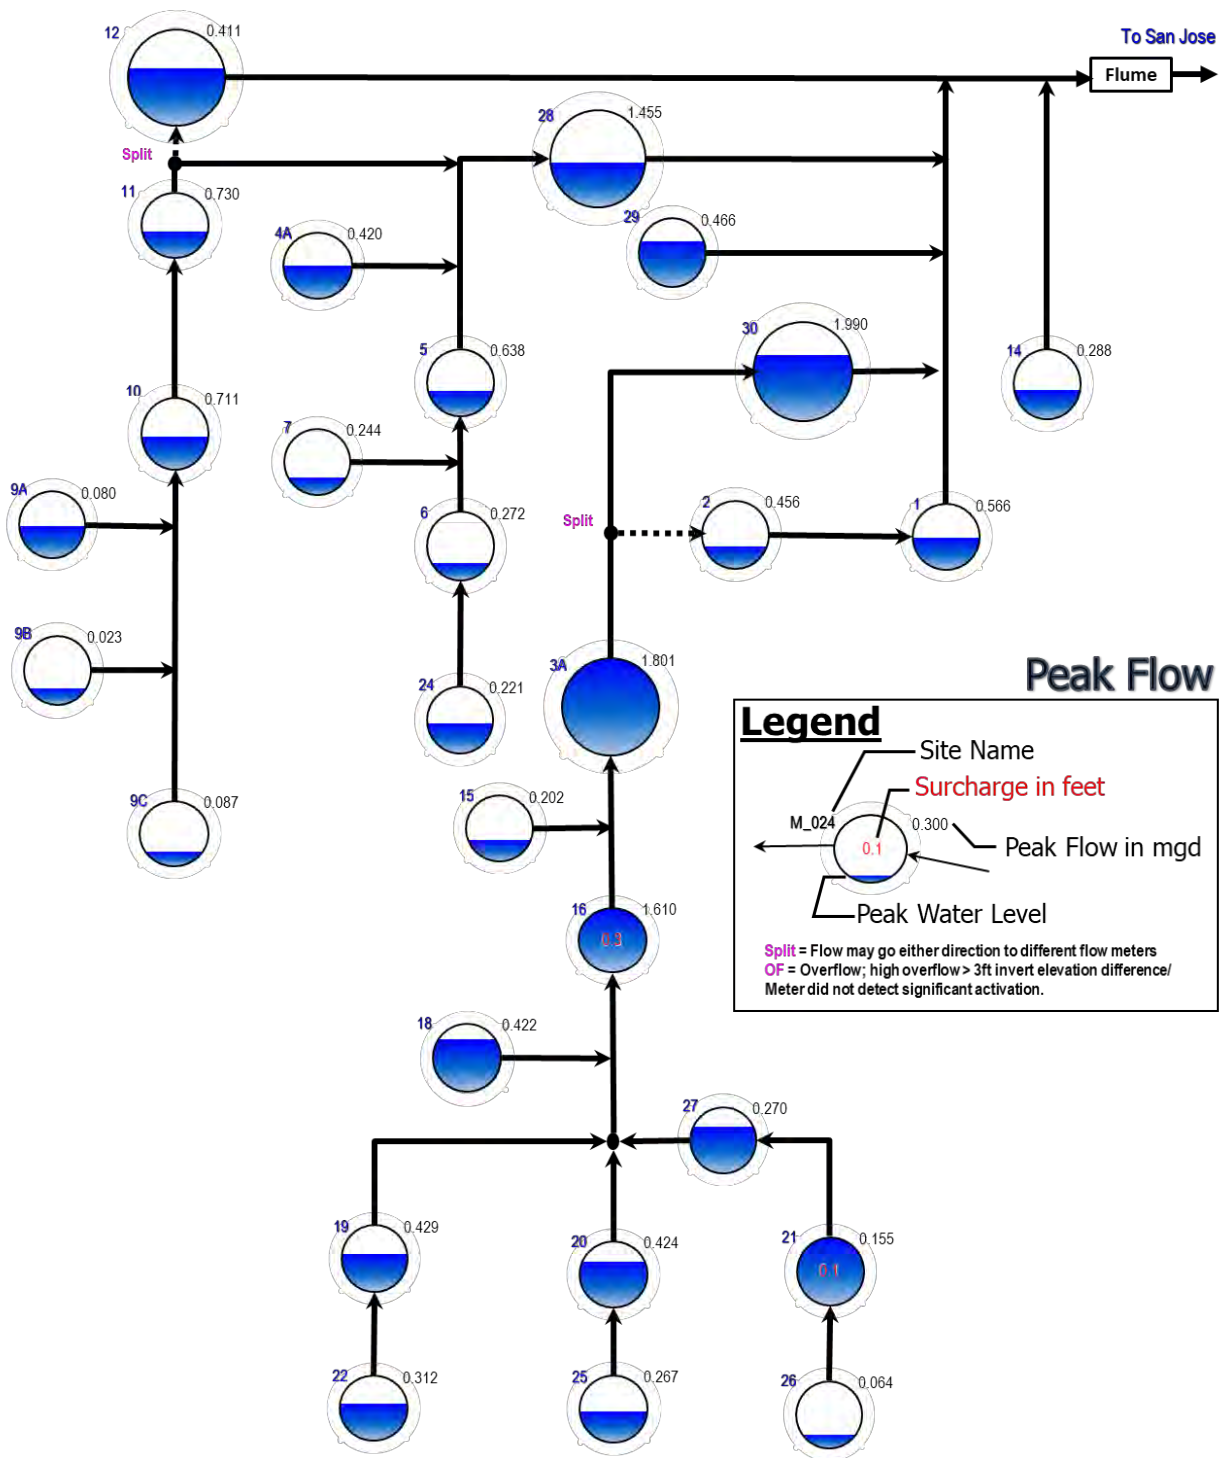 12
0.411
To San Jose
Flume
28
1.455
Split
11
0.730
29
0.466
4A
0.420
30
1.990
5
0.638
14
0.288
10
0.711
7
0.244
9A
0.080
6
0.272
Split
2
0.456
1
0.566
9B
0.023
24
0.221
3A
1.801
Peak Flow
Legend
Site Name
Surcharge in feet
M_024
0.300
0.1
Peak Flow in mgd
Peak Water Level
Split = Flow may go either direction to different flow meters
OF = Overflow; high overflow > 3ft invert elevation difference/
Meter did not detect significant activation.
9C
0.087
15
0.202
16
1.610
0.3
18
0.422
27
0.270
19
0.429
20
0.424
21
0.155
0.1
22
0.312
25
0.267
26
0.064